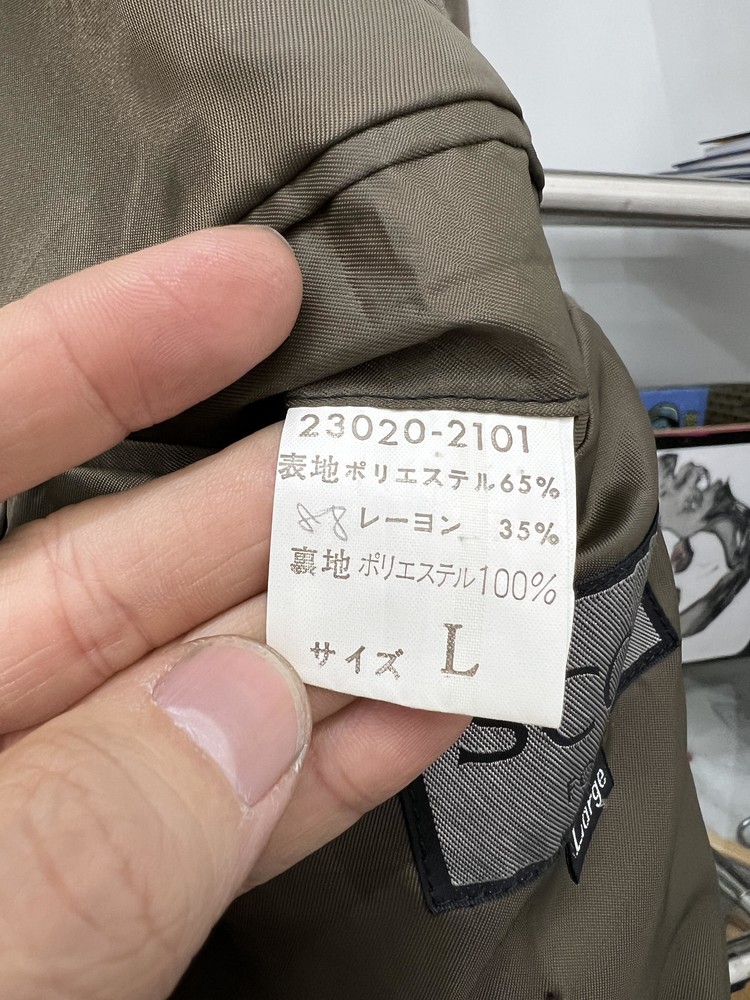 23020-2101
表地ポリエステル65%
88 レーヨン 35%
裏地 ポリエステル100%
サイズ L
Large